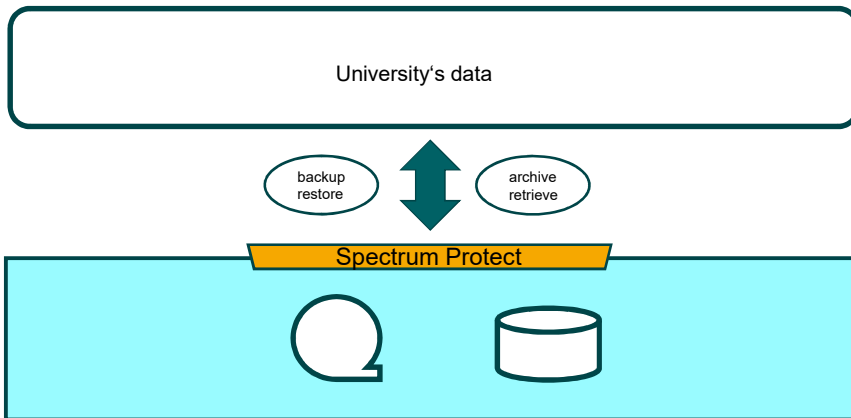 University‘s data
backup
restore
archive
retrieve
Spectrum Protect